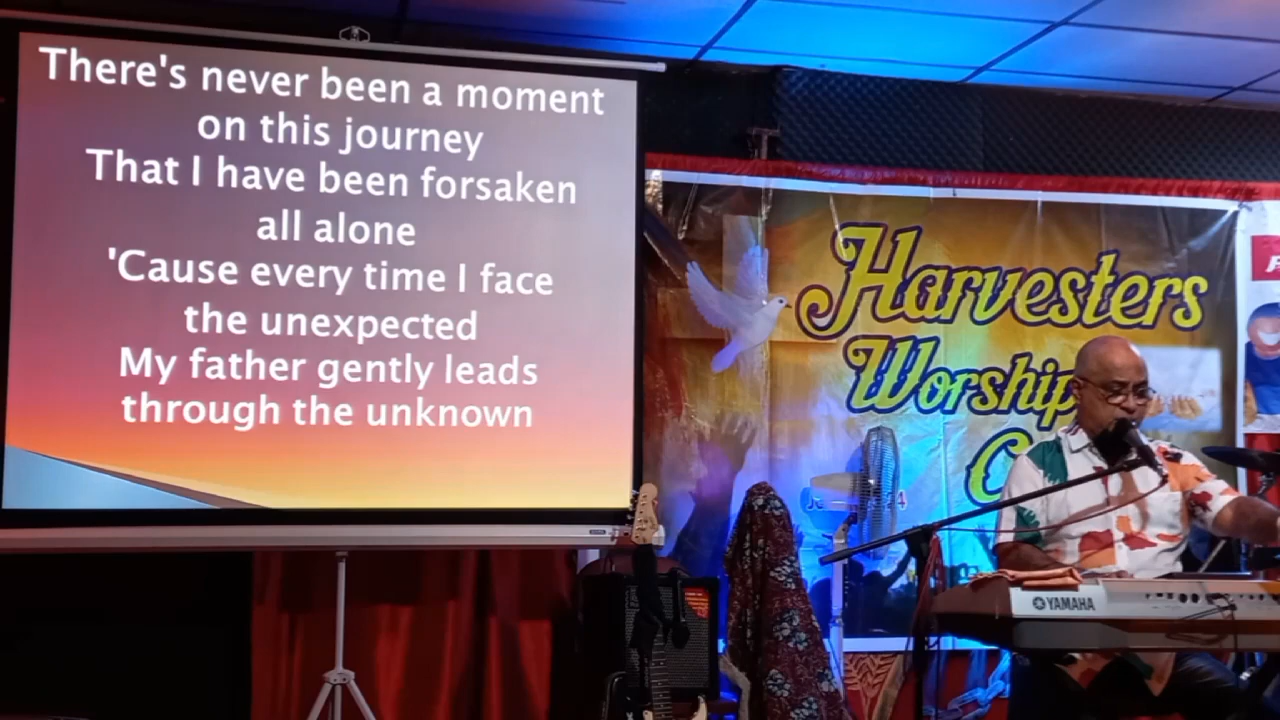 There's never been a moment
on this journey
That I have been forsaken
all alone
'Cause every time I face
the unexpected
My father gently leads
through the unknown
Harvesters
Worship
YAMAHA